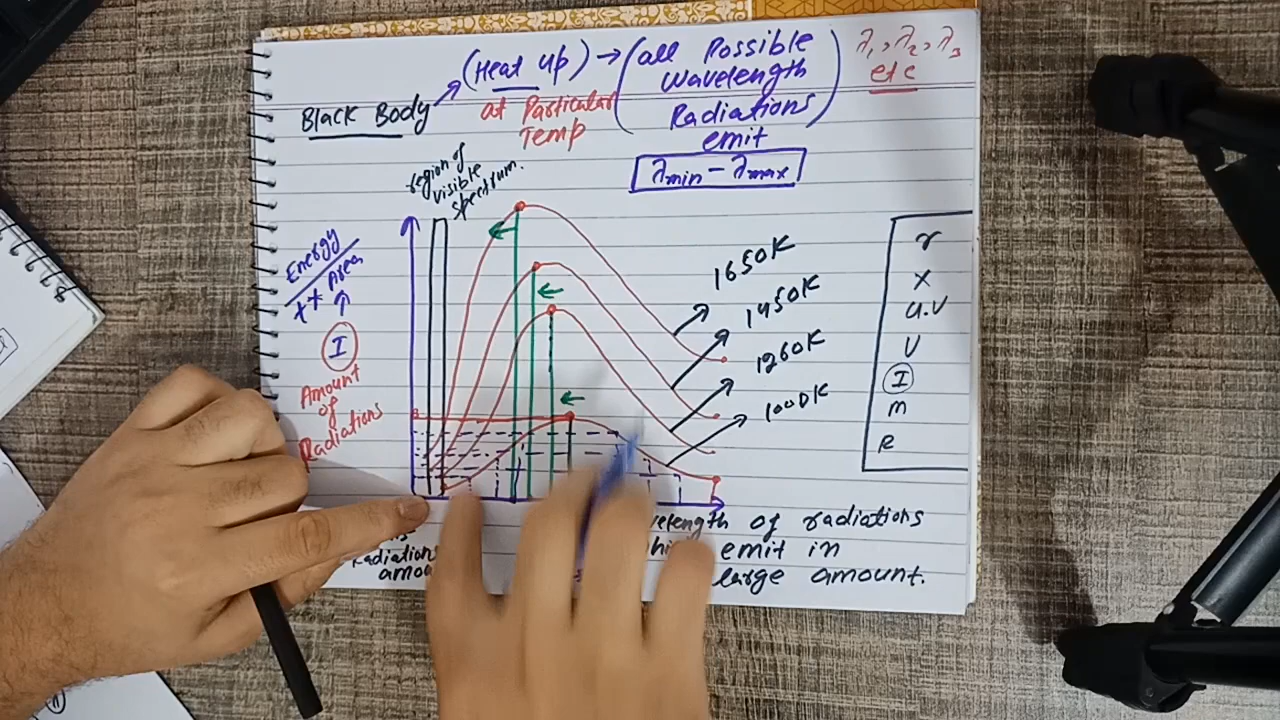 Black Body
(Heat up) →
at Particular
Temp
(all Possible
Wavelength
Radiations
emit)
λ₁, λ₂, λ₃
etc
λmin - λmax
region of
visible
spectrum.
Energy
Area
I
Amount
of
Radiations
1650K
1450K
1260K
1000K
γ
X
U.V
V
I
m
R
of radiations
emit in
large amount.
Radiations